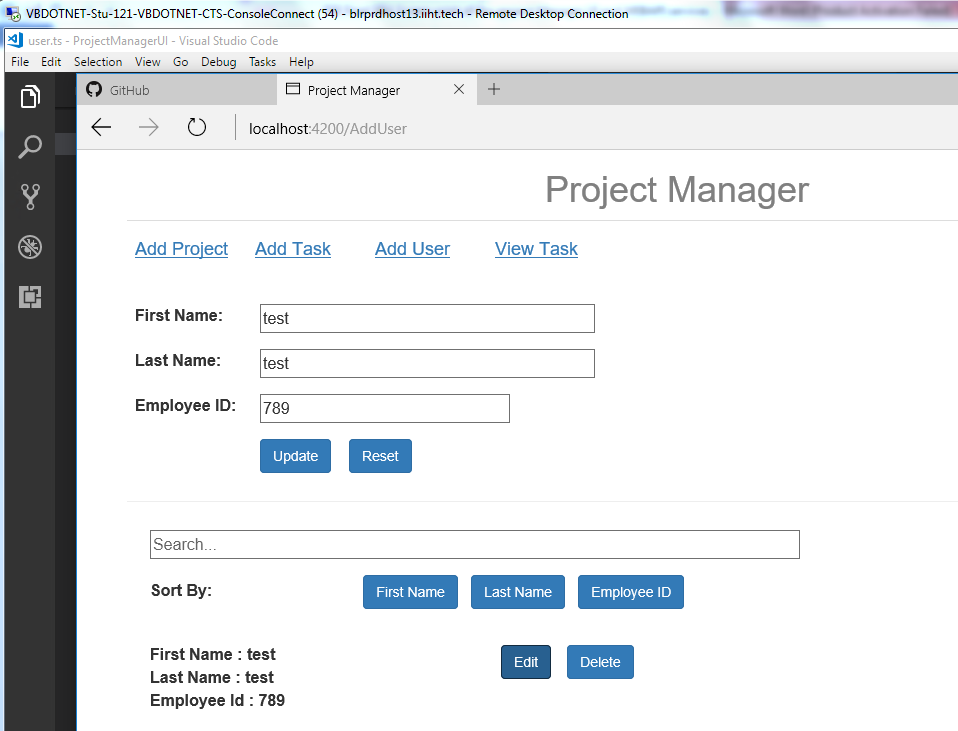 VBDOTNET-Stu-121-VBDOTNET-CTS-ConsoleConnect (54) - blrprdhost13.iiht.tech - Remote Desktop Connection
user.ts - ProjectManagerUI - Visual Studio Code
File Edit Selection View Go Debug Tasks Help
GitHub Project Manager
localhost:4200/AddUser
Project Manager
Add Project Add Task Add User View Task
First Name: test
Last Name: test
Employee ID: 789
Update Reset
Search...
Sort By: First Name Last Name Employee ID
First Name : test Edit Delete
Last Name : test
Employee Id : 789